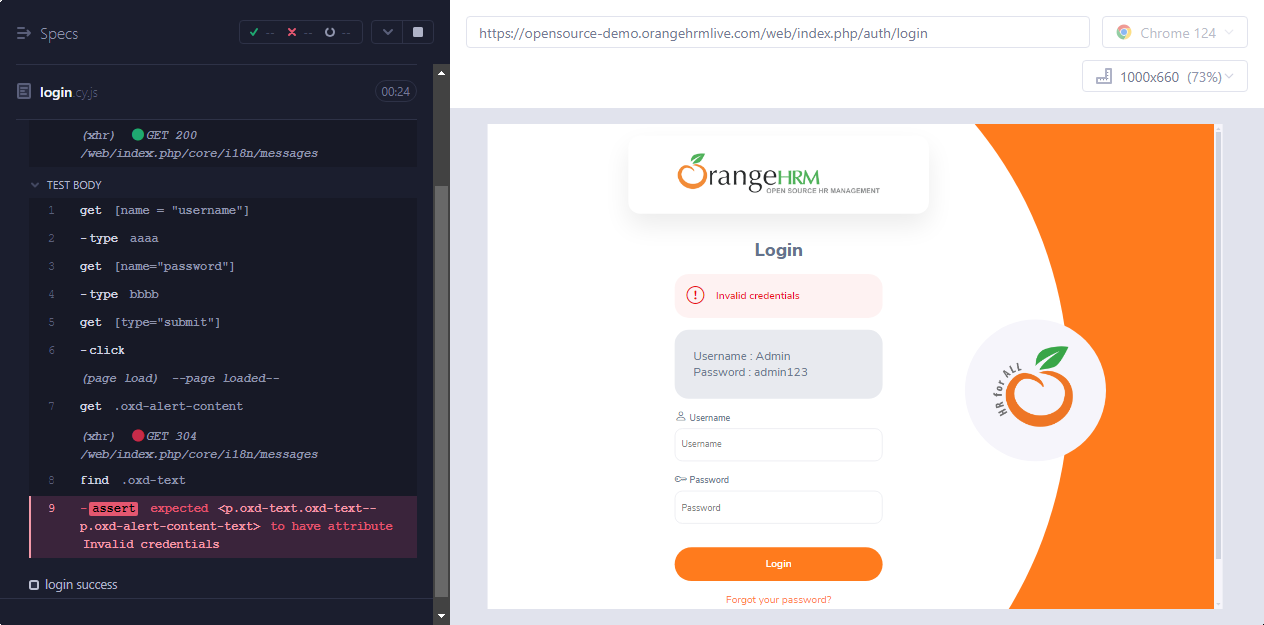 Specs
-- -- --
login.cy.js
00:24
(xhr) GET 200
/web/index.php/core/i18n/messages
TEST BODY
1 get [name = "username"]
2 -type aaaa
3 get [name="password"]
4 -type bbbb
5 get [type="submit"]
6 -click
(page load) --page loaded--
7 get .oxd-alert-content
(xhr) GET 304
/web/index.php/core/i18n/messages
8 find .oxd-text
9 -assert expected <p.oxd-text.oxd-text--
p.oxd-alert-content-text> to have attribute
Invalid credentials
login success
https://opensource-demo.orangehrmlive.com/web/index.php/auth/login
Chrome 124
1000x660 (73%)
OrangeHRM
OPEN SOURCE HR MANAGEMENT
Login
Invalid credentials
Username : Admin
Password : admin123
Username
Username
Password
Password
Login
Forgot your password?
HR for ALL